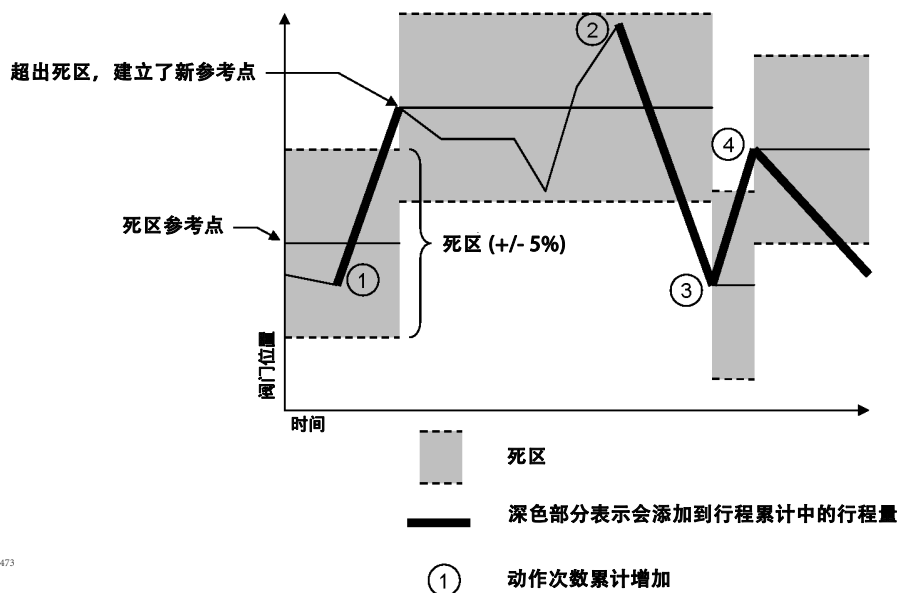 超出死区，建立了新参考点
死区参考点
死区 (+/- 5%)
1
2
3
4
阀门位置
时间
死区
深色部分表示会添加到行程累计中的行程量
1
动作次数累计增加
473